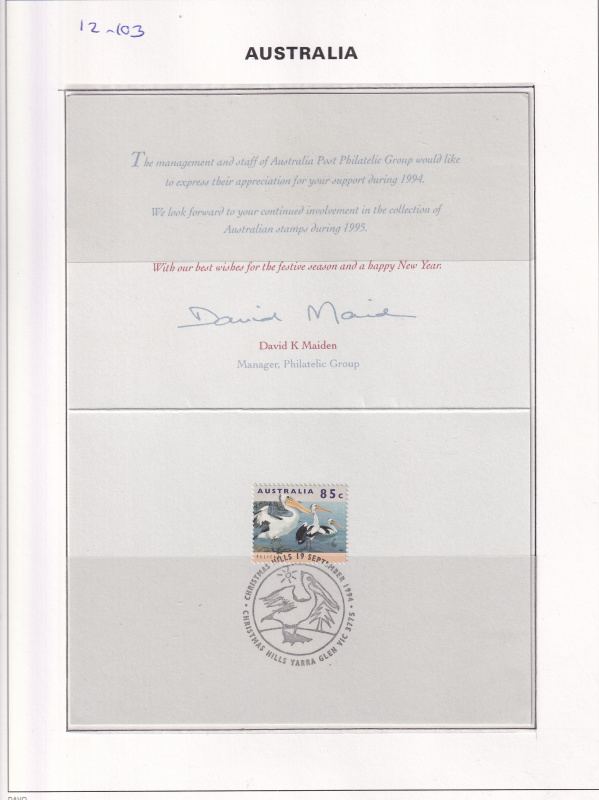 12-103
AUSTRALIA
The management and staff of Australia Post Philatelic Group would like
to express their appreciation for your support during 1994.
We look forward to your continued involvement in the collection of
Australian stamps during 1995.
With our best wishes for the festive season and a happy New Year.
David Maiden
David K Maiden
Manager, Philatelic Group
AUSTRALIA 85c
CHRISTMAS HILLS 19 SEPTEMBER 1994
CHRISTMAS HILLS YARRA GLEN VIC 3775
DAVO